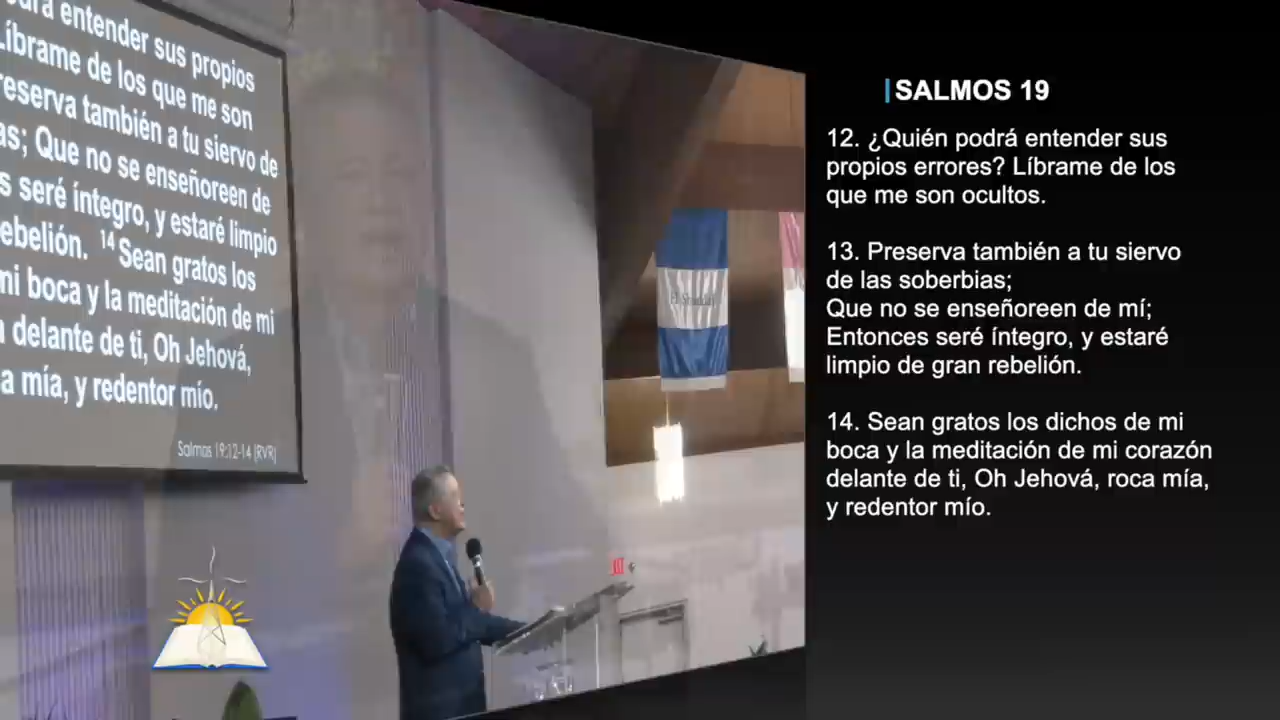 entender sus propios
Líbrame de los que me son
reserva también a tu siervo de
as; Que no se enseñoreen de
s seré íntegro, y estaré limpio
ebelión. 14 Sean gratos los
mi boca y la meditación de mi
delante de ti, Oh Jehová,
a mía, y redentor mío.
Salmos 19:12-14 (RVR)
SALMOS 19
12. ¿Quién podrá entender sus
propios errores? Líbrame de los
que me son ocultos.
13. Preserva también a tu siervo
de las soberbias;
Que no se enseñoreen de mí;
Entonces seré íntegro, y estaré
limpio de gran rebelión.
14. Sean gratos los dichos de mi
boca y la meditación de mi corazón
delante de ti, Oh Jehová, roca mía,
y redentor mío.